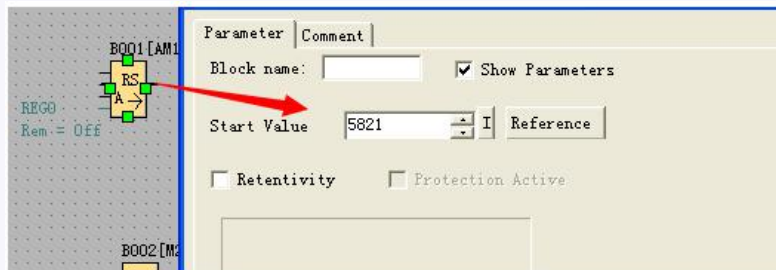 Parameter Comment
B001[AM1
Block name: Show Parameters
RS
A→
REG0
Rem = Off
Start Value 5821 I Reference
Retentivity Protection Active
B002[M2